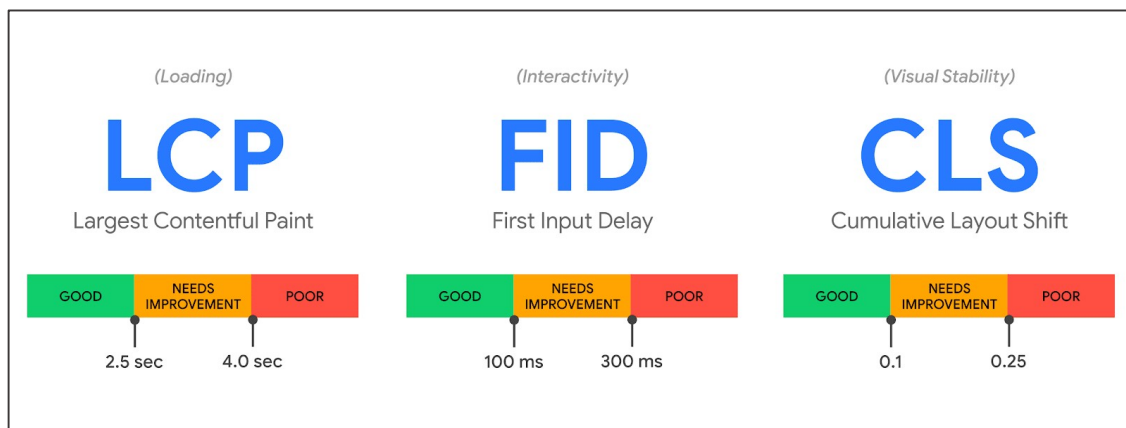 (Loading)
LCP
Largest Contentful Paint
GOOD
NEEDS
IMPROVEMENT
POOR
2.5 sec
4.0 sec
(Interactivity)
FID
First Input Delay
GOOD
NEEDS
IMPROVEMENT
POOR
100 ms
300 ms
(Visual Stability)
CLS
Cumulative Layout Shift
GOOD
NEEDS
IMPROVEMENT
POOR
0.1
0.25